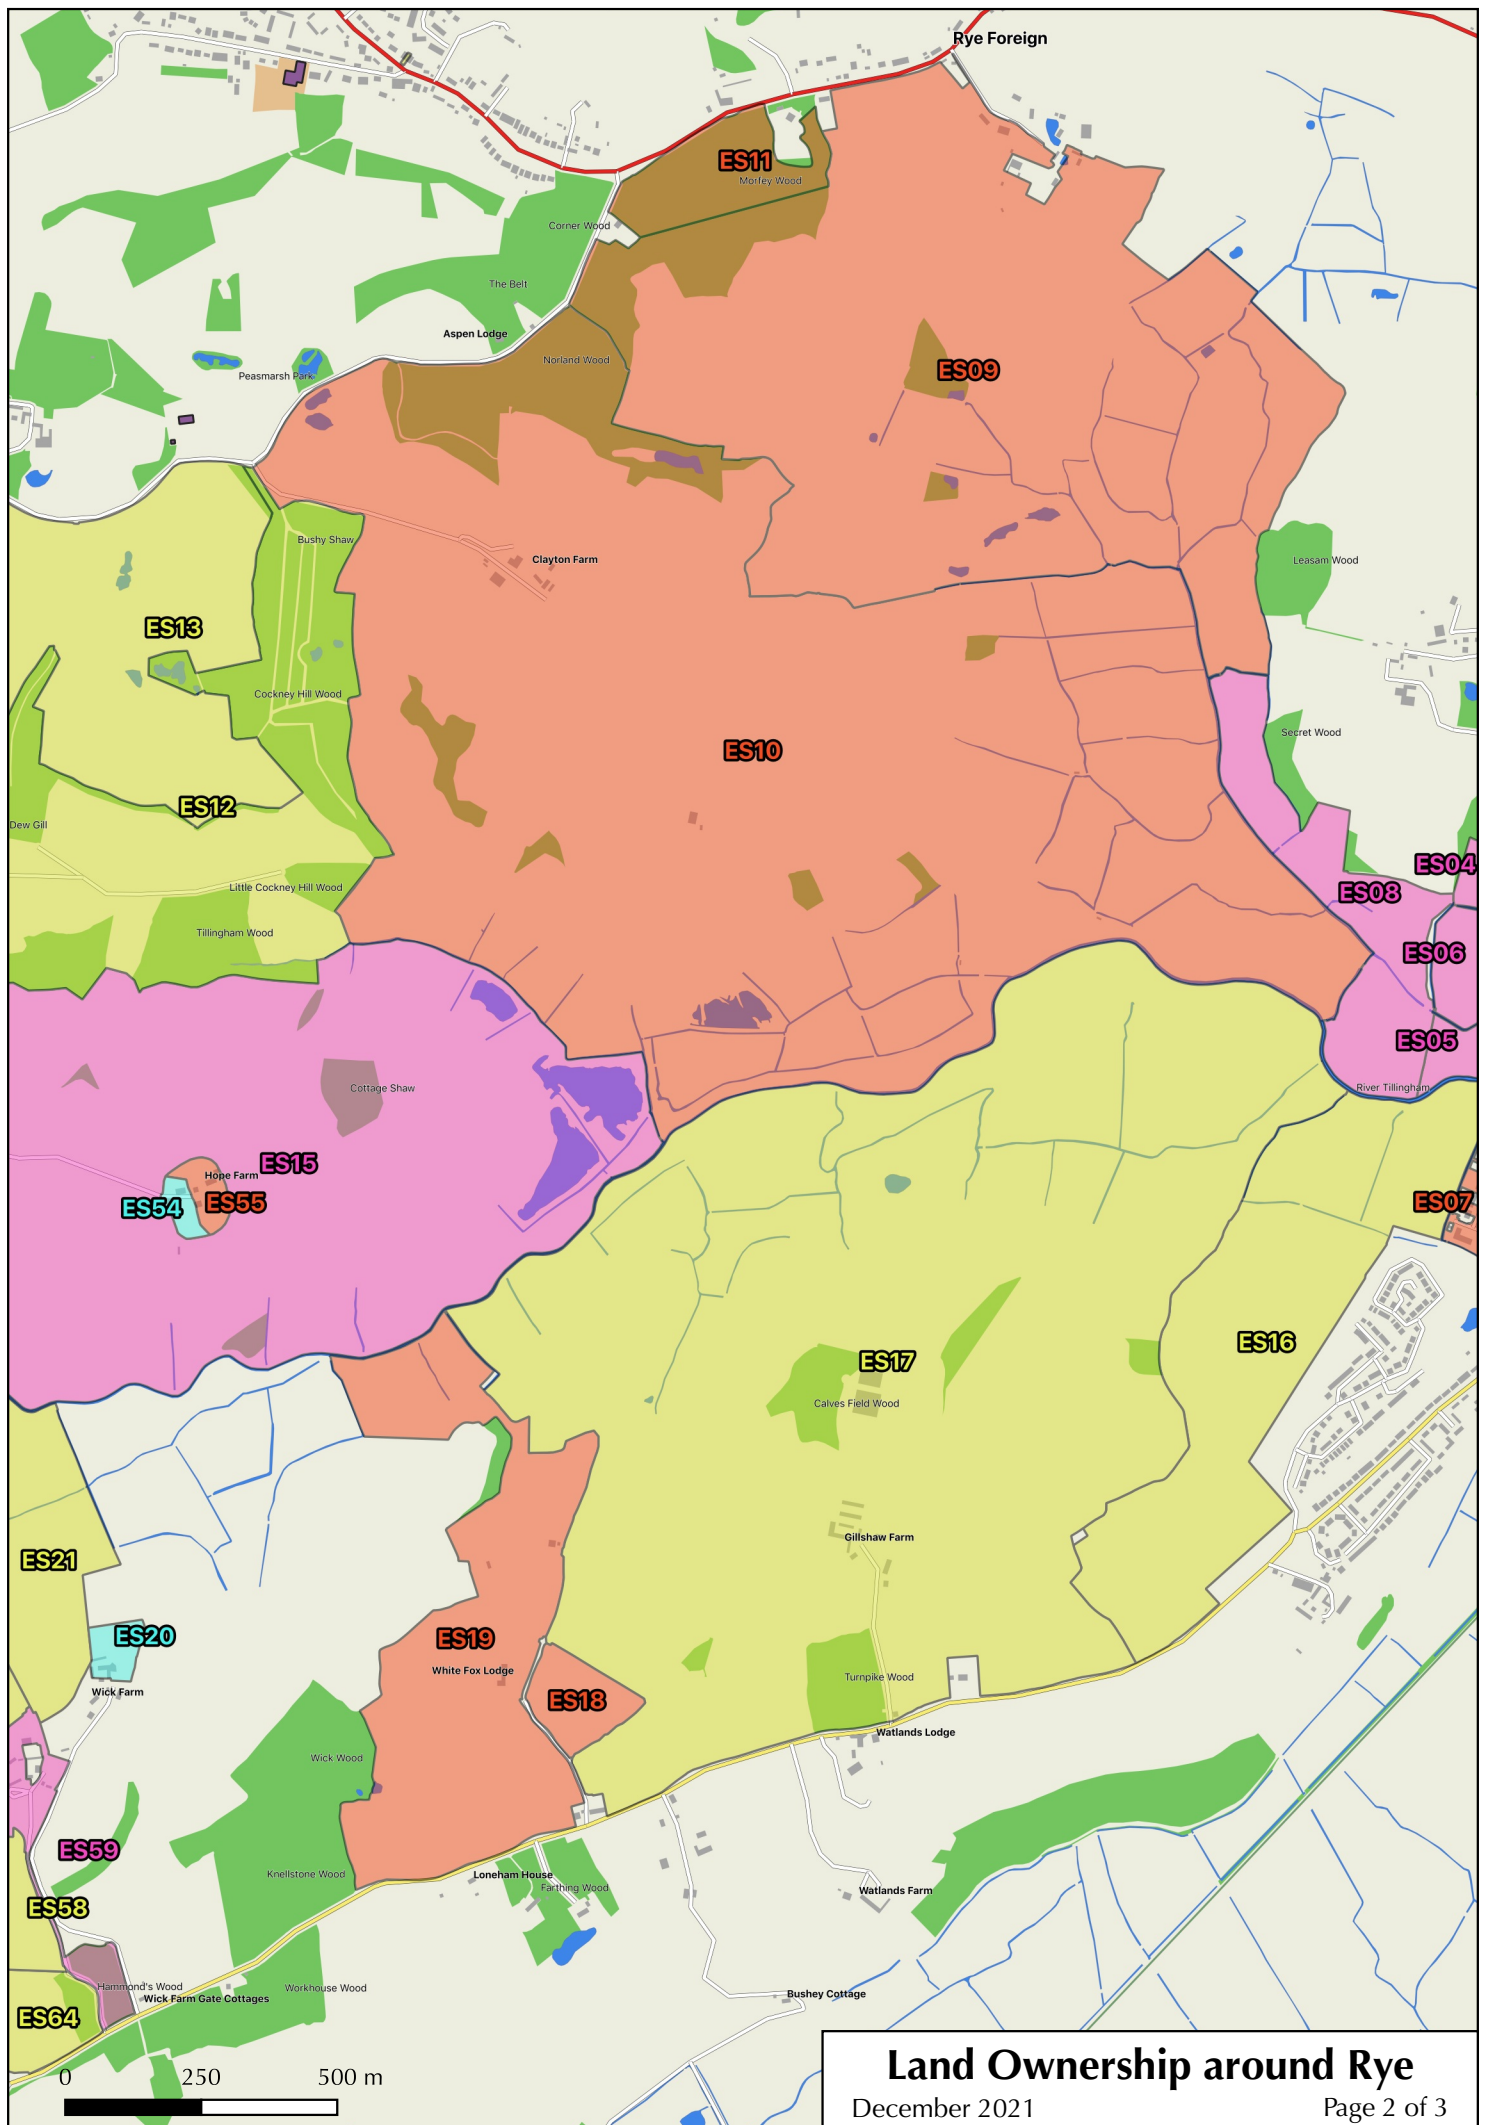 Rye Foreign
ES11
Morfey Wood
Corner Wood
The Belt
Aspen Lodge
Norland Wood
Peasmarsh Park
ES09
Bushy Shaw
Clayton Farm
Leasam Wood
ES13
Cockney Hill Wood
Secret Wood
ES10
ES12
Dew Gill
ES04
Little Cockney Hill Wood
ES08
Tillingham Wood
ES06
ES05
Cottage Shaw
River Tillingham
ES15
Hope Farm
ES54
ES55
ES07
ES16
ES17
Calves Field Wood
Gillshaw Farm
ES21
ES20
ES19
White Fox Lodge
Turnpike Wood
Wick Farm
ES18
Watlands Lodge
Wick Wood
ES59
Knellstone Wood
Loneham House
Farthing Wood
Watlands Farm
ES58
Hammond's Wood
Workhouse Wood
Wick Farm Gate Cottages
Bushey Cottage
ES64
0 250 500 m
Land Ownership around Rye
December 2021 Page 2 of 3